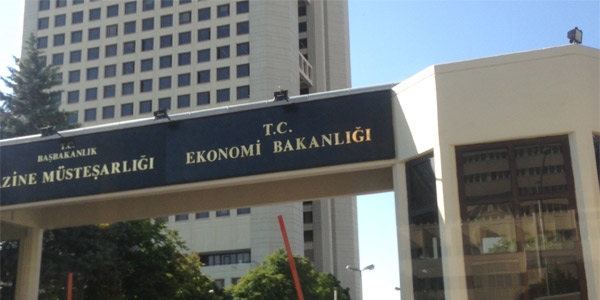 T.C.
BAŞBAKANLIK
ZİNE MÜSTEŞARLIĞI
T.C.
EKONOMİ BAKANLIĞI